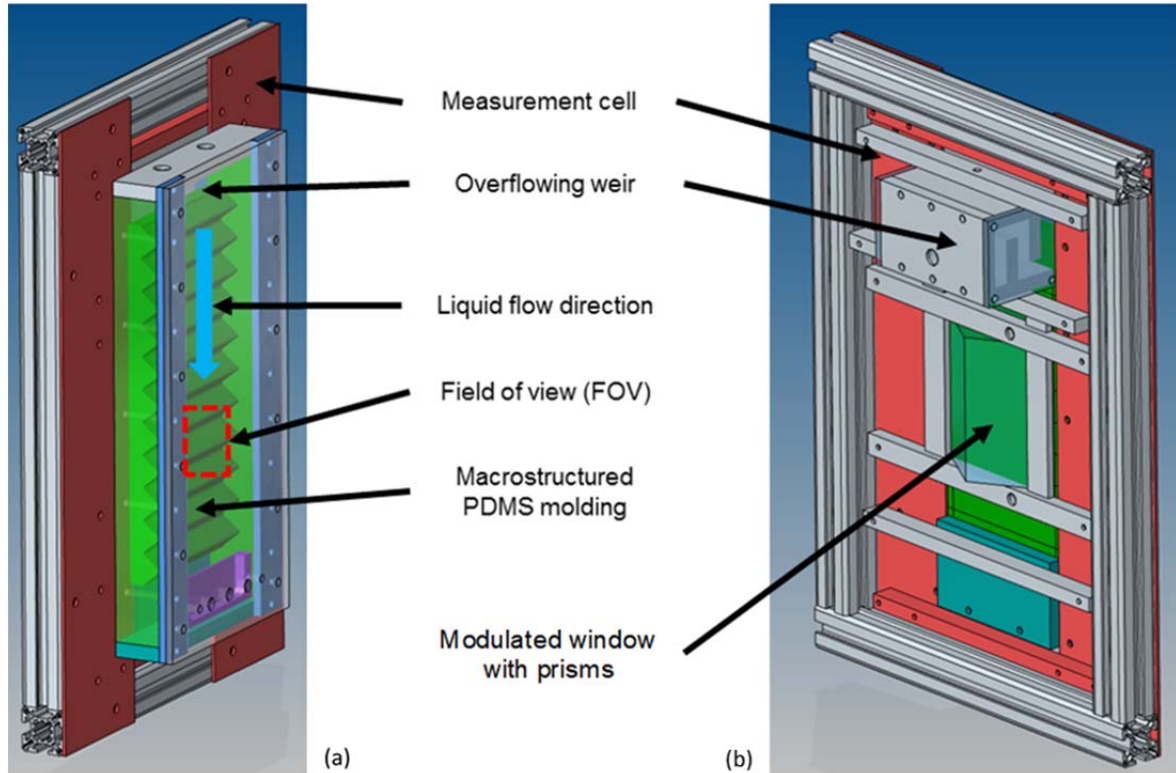 Measurement cell
Overflowing weir
Liquid flow direction
Field of view (FOV)
Macrostructured
PDMS molding
Modulated window
with prisms
(a)
(b)